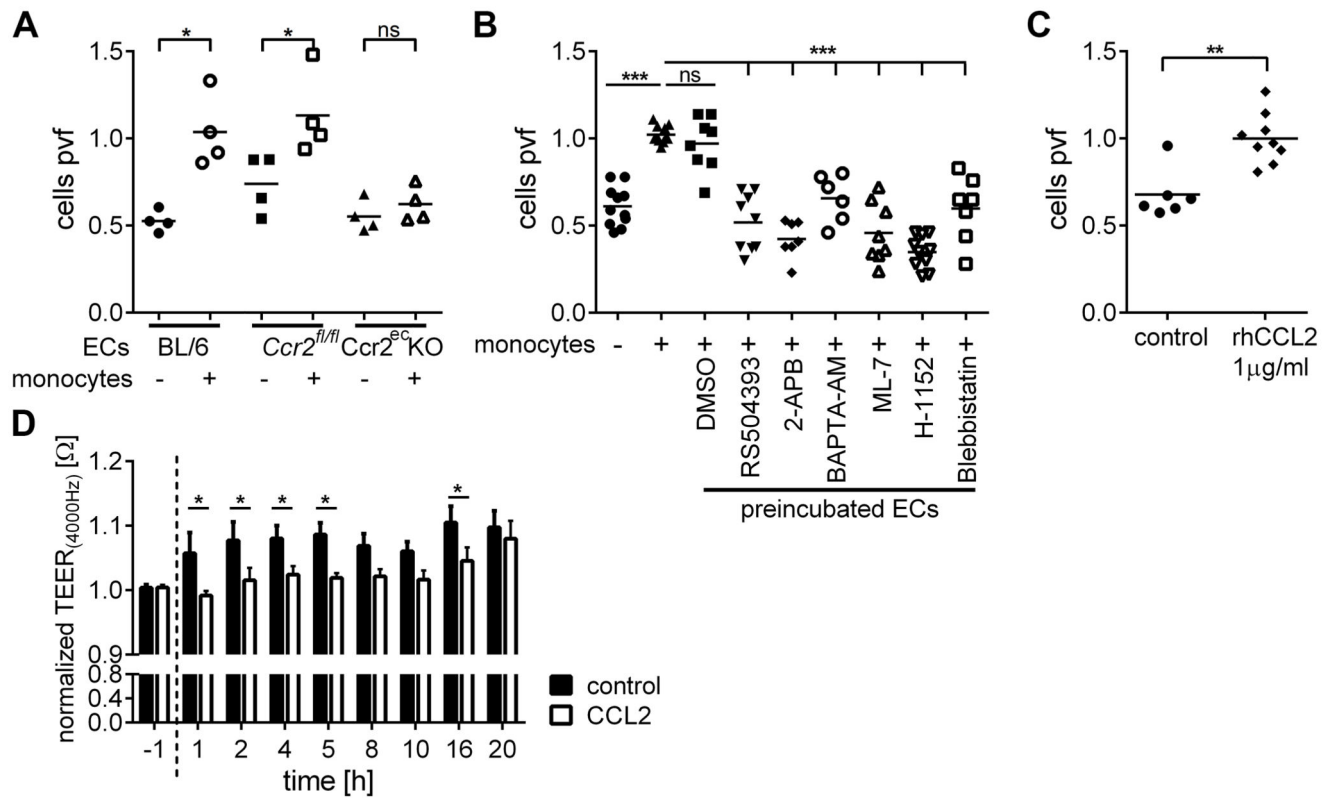 A
* * ns
cells pvf
1.5
1.0
0.5
0.0
ECs BL/6 Ccr2fl/fl Ccr2ecKO
monocytes - + - + - +
B
***
*** ns
cells pvf
1.5
1.0
0.5
0.0
monocytes - + + + + + + + +
DMSO
RS504393
2-APB
BAPTA-AM
ML-7
H-1152
Blebbistatin
preincubated ECs
C
**
cells pvf
1.5
1.0
0.5
0.0
control rhCCL2
1µg/ml
D
normalized TEER(4000Hz) [Ω]
1.2
1.1
1.0
0.9
0.8
0.4
0.0
* * * * *
-1 1 2 4 5 8 10 16 20
time [h]
control
CCL2